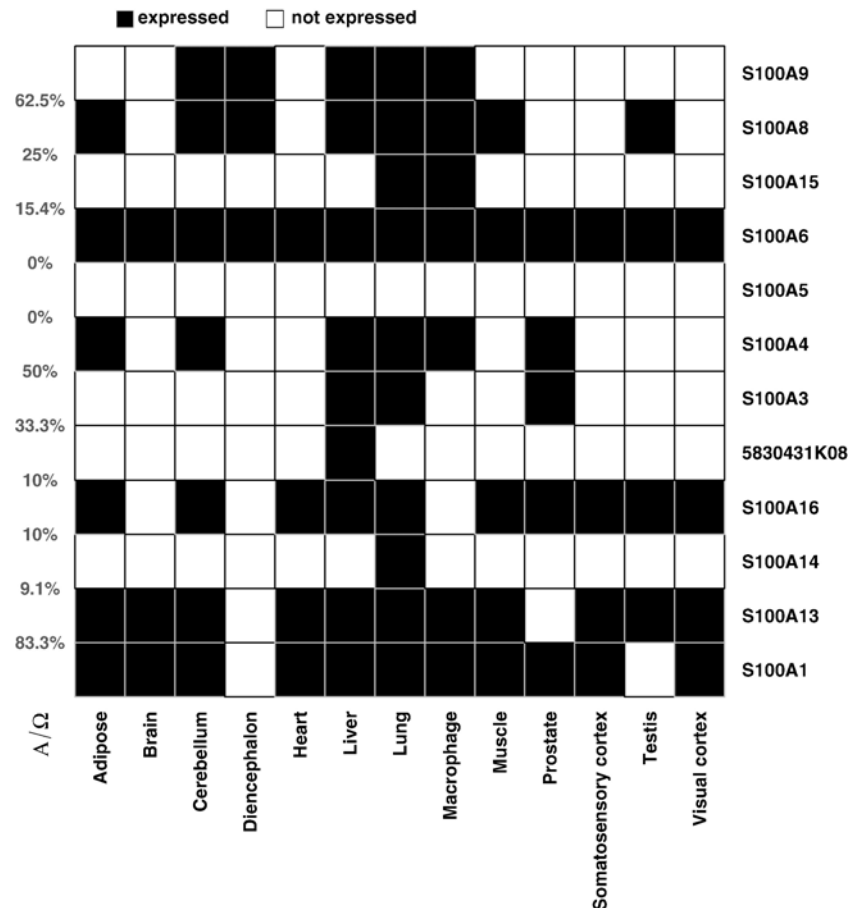 expressed not expressed
S100A9
62.5%
S100A8
25%
S100A15
15.4%
S100A6
0%
S100A5
0%
S100A4
50%
S100A3
33.3%
5830431K08
10%
S100A16
10%
S100A14
9.1%
S100A13
83.3%
S100A1
A/Ω
Adipose
Brain
Cerebellum
Diencephalon
Heart
Liver
Lung
Macrophage
Muscle
Prostate
Somatosensory cortex
Testis
Visual cortex